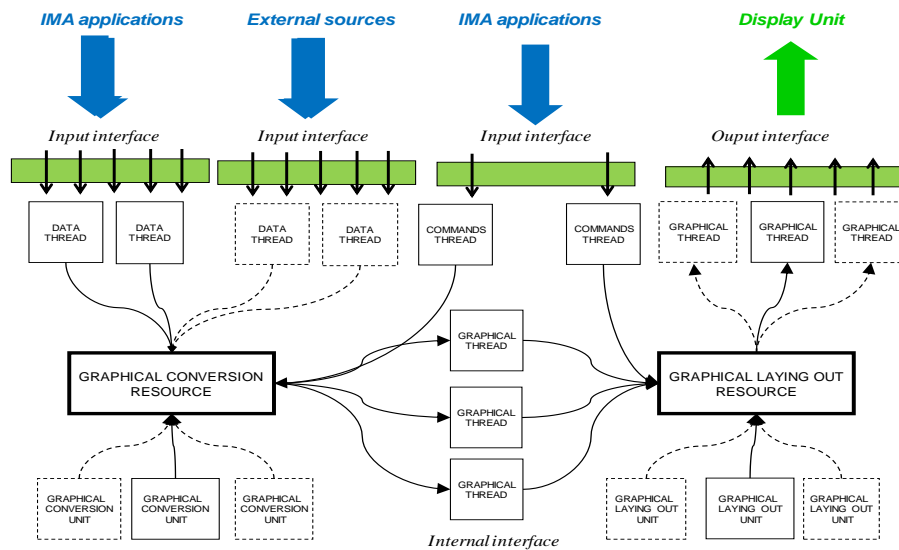 IMA applications
External sources
IMA applications
Display Unit
Input interface
Input interface
Input interface
Ouput interface
DATA
THREAD
DATA
THREAD
DATA
THREAD
DATA
THREAD
COMMANDS
THREAD
COMMANDS
THREAD
GRAPHICAL
THREAD
GRAPHICAL
THREAD
GRAPHICAL
THREAD
GRAPHICAL
THREAD
GRAPHICAL CONVERSION
RESOURCE
GRAPHICAL
THREAD
GRAPHICAL LAYING OUT
RESOURCE
GRAPHICAL
THREAD
GRAPHICAL
CONVERSION
UNIT
GRAPHICAL
CONVERSION
UNIT
GRAPHICAL
CONVERSION
UNIT
GRAPHICAL
LAYING OUT
UNIT
GRAPHICAL
LAYING OUT
UNIT
GRAPHICAL
LAYING OUT
UNIT
Internal interface